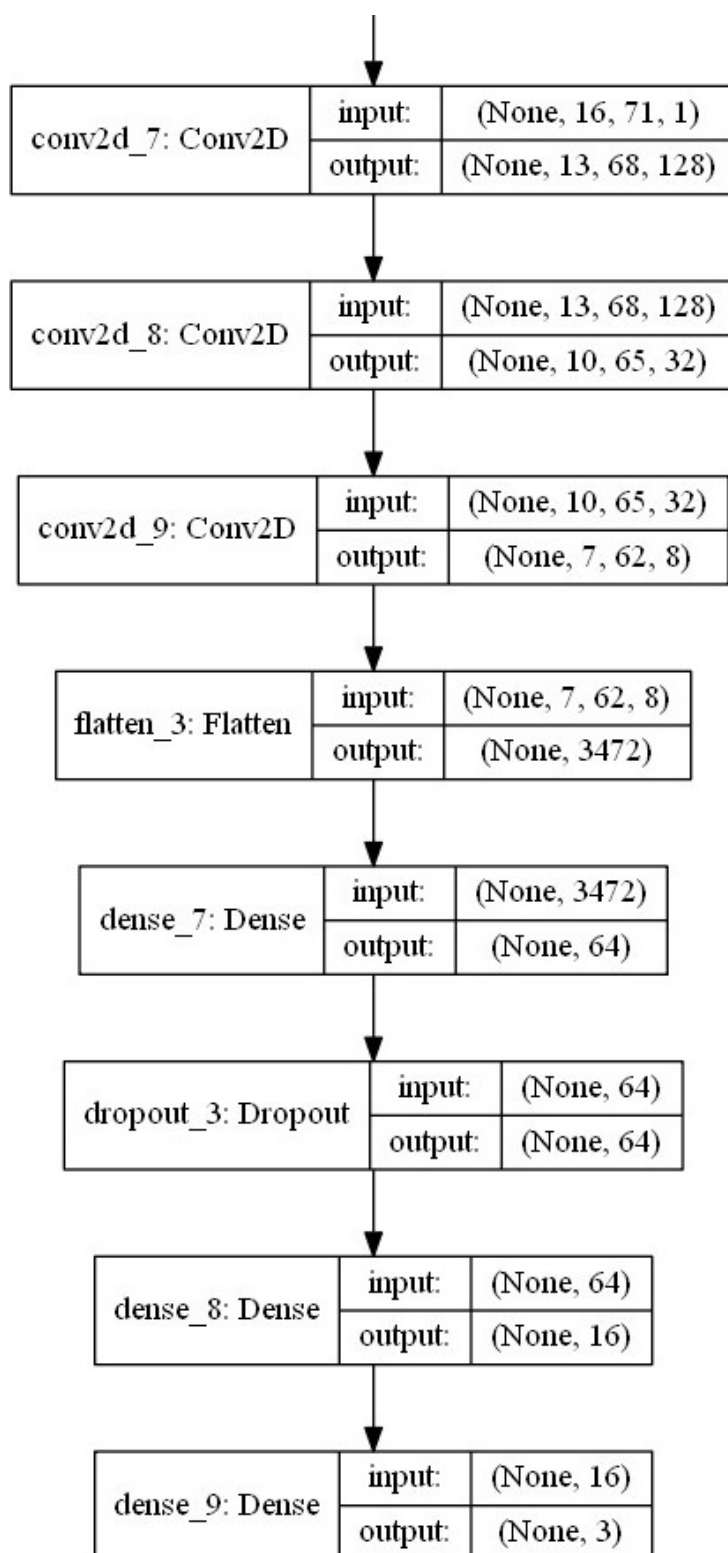 conv2d_7: Conv2D
input: (None, 16, 71, 1)
output: (None, 13, 68, 128)
conv2d_8: Conv2D
input: (None, 13, 68, 128)
output: (None, 10, 65, 32)
conv2d_9: Conv2D
input: (None, 10, 65, 32)
output: (None, 7, 62, 8)
flatten_3: Flatten
input: (None, 7, 62, 8)
output: (None, 3472)
dense_7: Dense
input: (None, 3472)
output: (None, 64)
dropout_3: Dropout
input: (None, 64)
output: (None, 64)
dense_8: Dense
input: (None, 64)
output: (None, 16)
dense_9: Dense
input: (None, 16)
output: (None, 3)